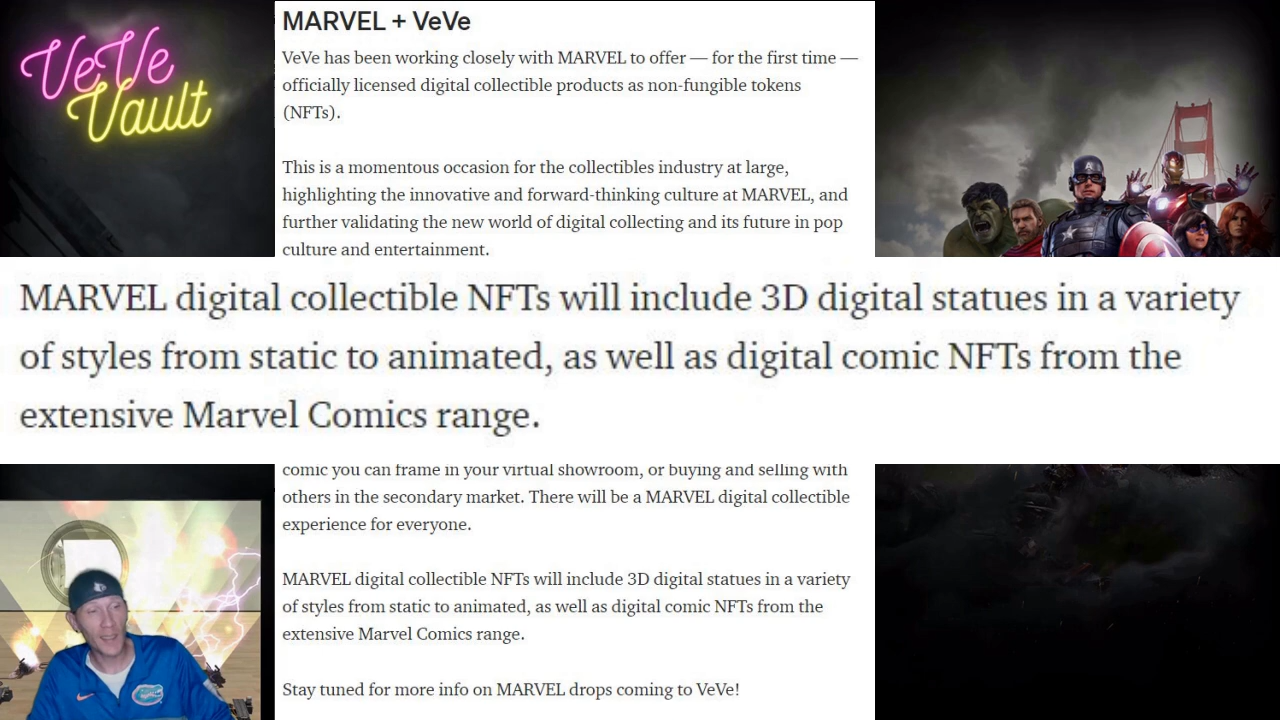 VeVe
Vault
MARVEL + VeVe
VeVe has been working closely with MARVEL to offer — for the first time —
officially licensed digital collectible products as non-fungible tokens
(NFTs).
This is a momentous occasion for the collectibles industry at large,
highlighting the innovative and forward-thinking culture at MARVEL, and
further validating the new world of digital collecting and its future in pop
culture and entertainment.
MARVEL digital collectible NFTs will include 3D digital statues in a variety
of styles from static to animated, as well as digital comic NFTs from the
extensive Marvel Comics range.
comic you can frame in your virtual showroom, or buying and selling with
others in the secondary market. There will be a MARVEL digital collectible
experience for everyone.
MARVEL digital collectible NFTs will include 3D digital statues in a variety
of styles from static to animated, as well as digital comic NFTs from the
extensive Marvel Comics range.
Stay tuned for more info on MARVEL drops coming to VeVe!